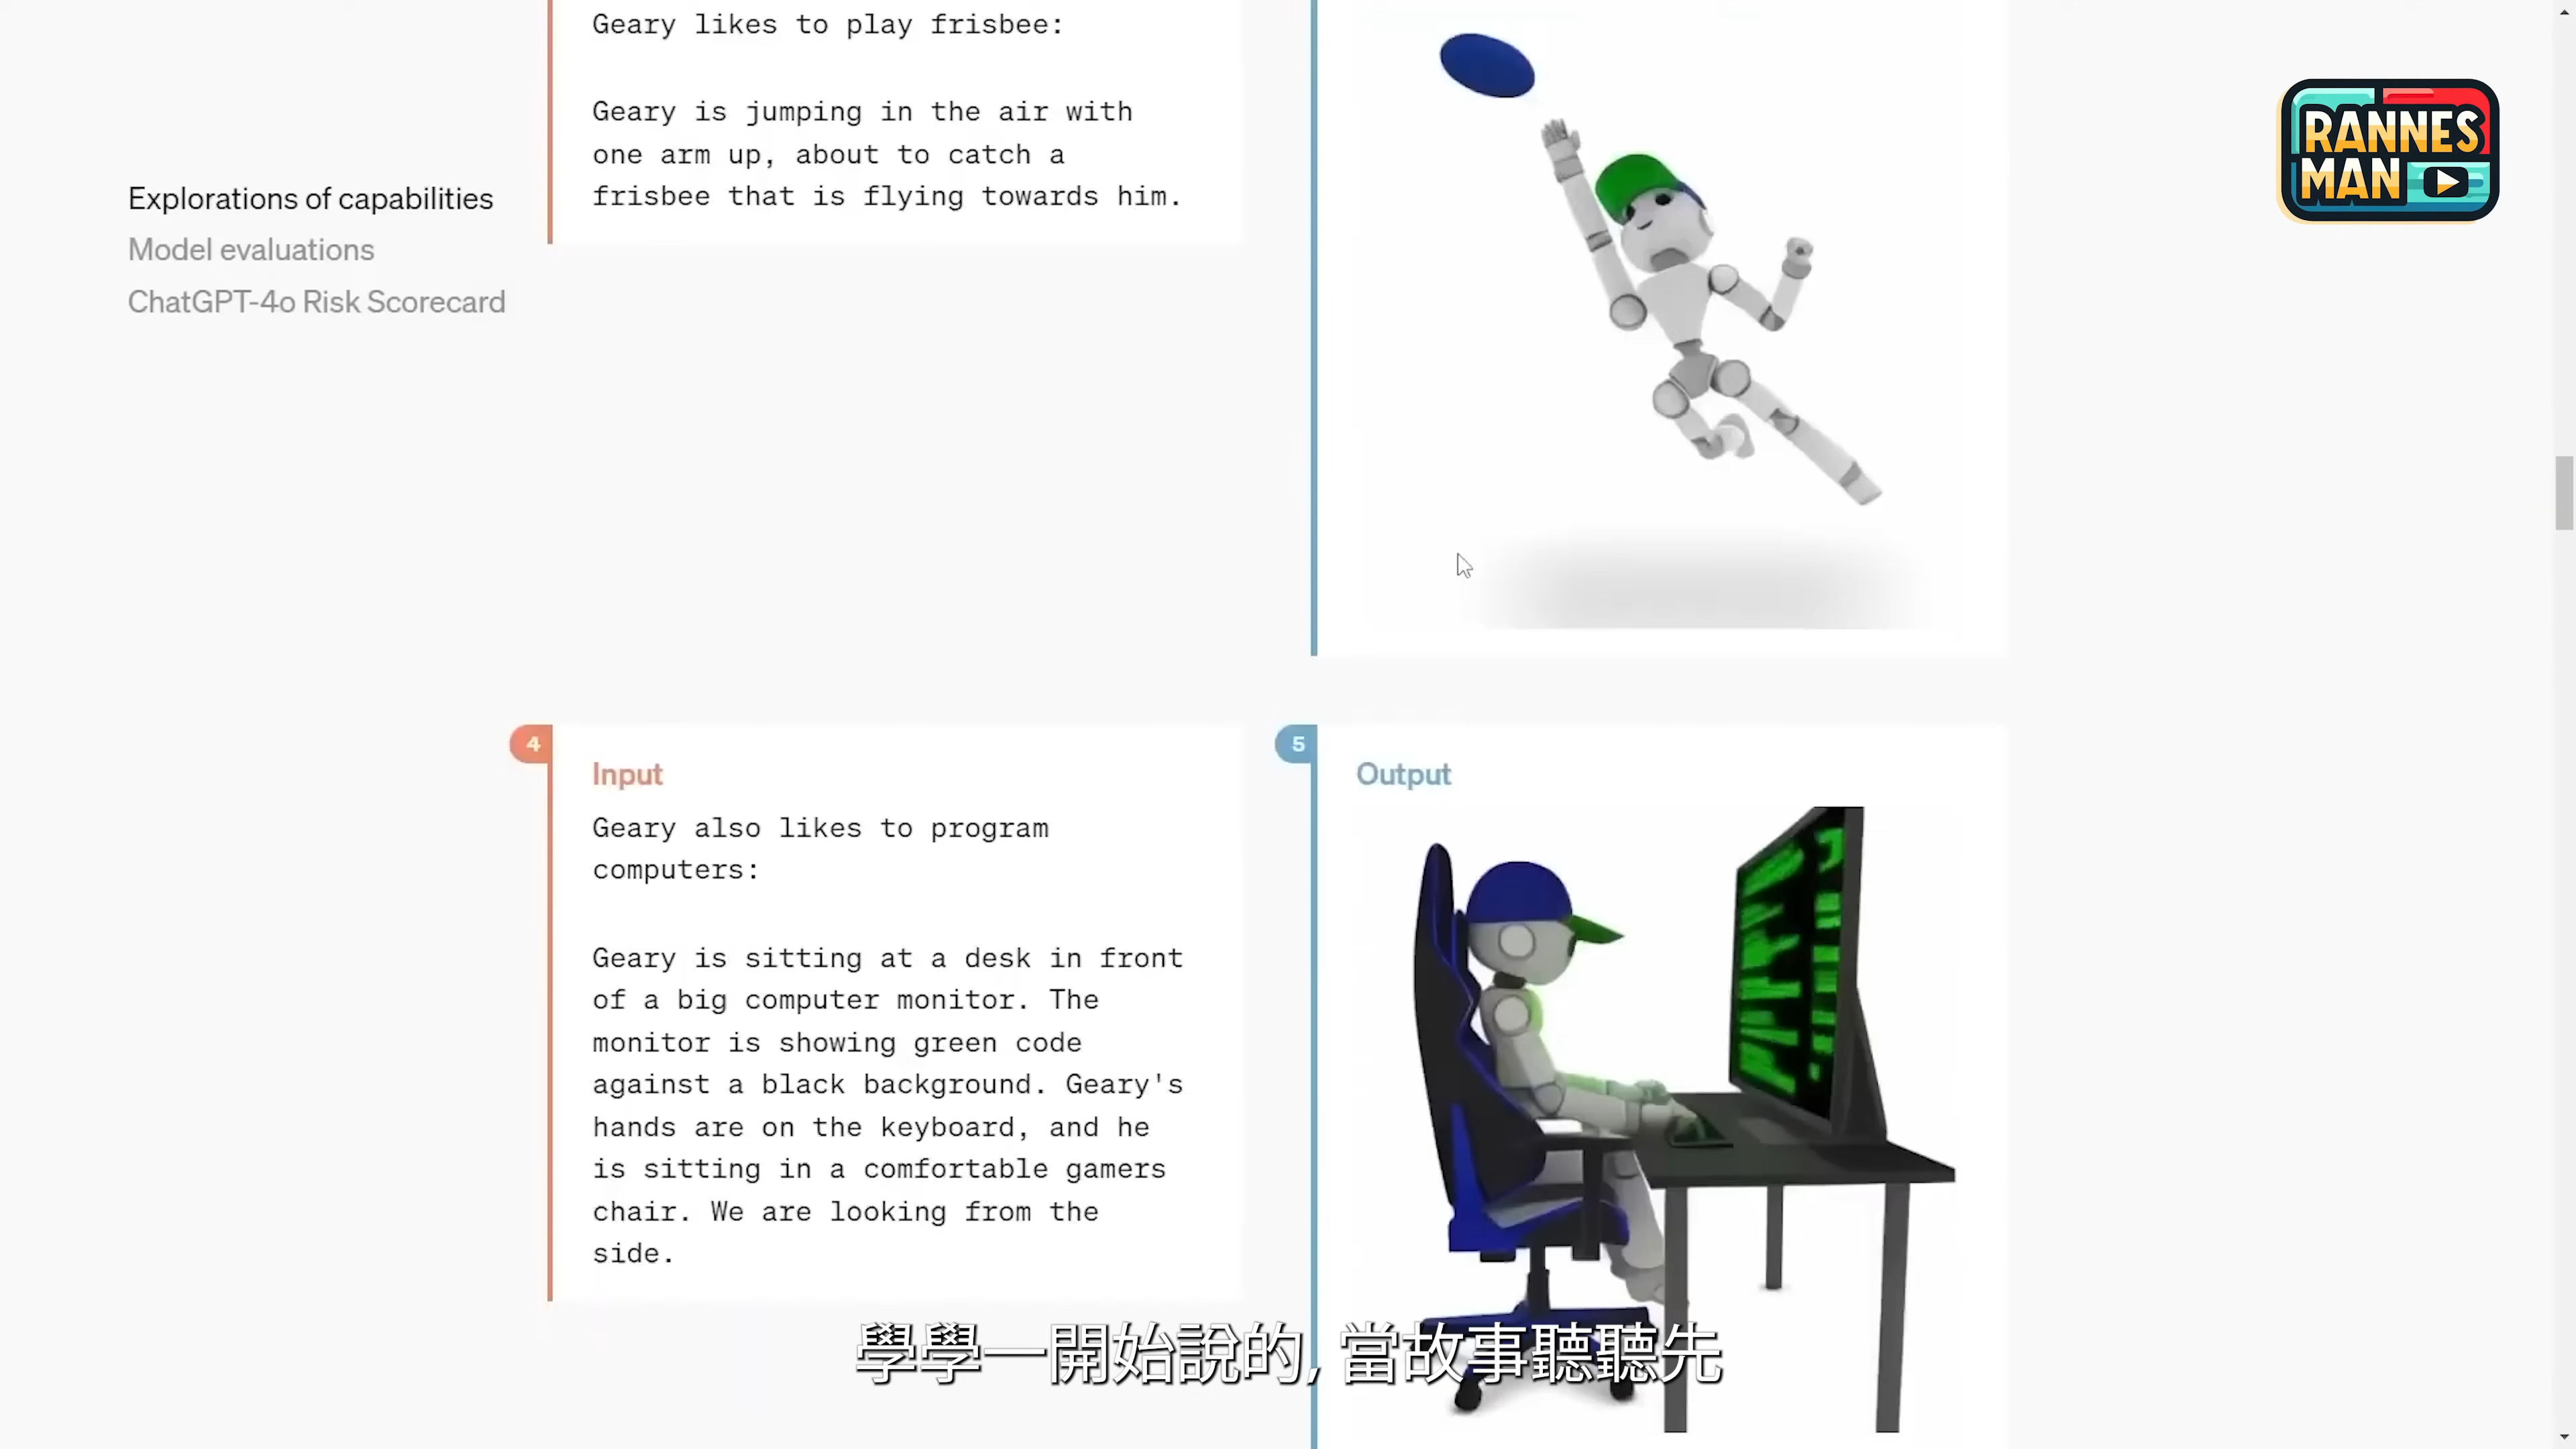 Geary likes to play frisbee:
Geary is jumping in the air with
one arm up, about to catch a
frisbee that is flying towards him.
RANNES
MAN
Explorations of capabilities
Model evaluations
ChatGPT-4o Risk Scorecard
4
Input
Geary also likes to program
computers:
Geary is sitting at a desk in front
of a big computer monitor. The
monitor is showing green code
against a black background. Geary's
hands are on the keyboard, and he
is sitting in a comfortable gamers
chair. We are looking from the
side.
5
Output
學學一開始說的, 當故事聽聽先